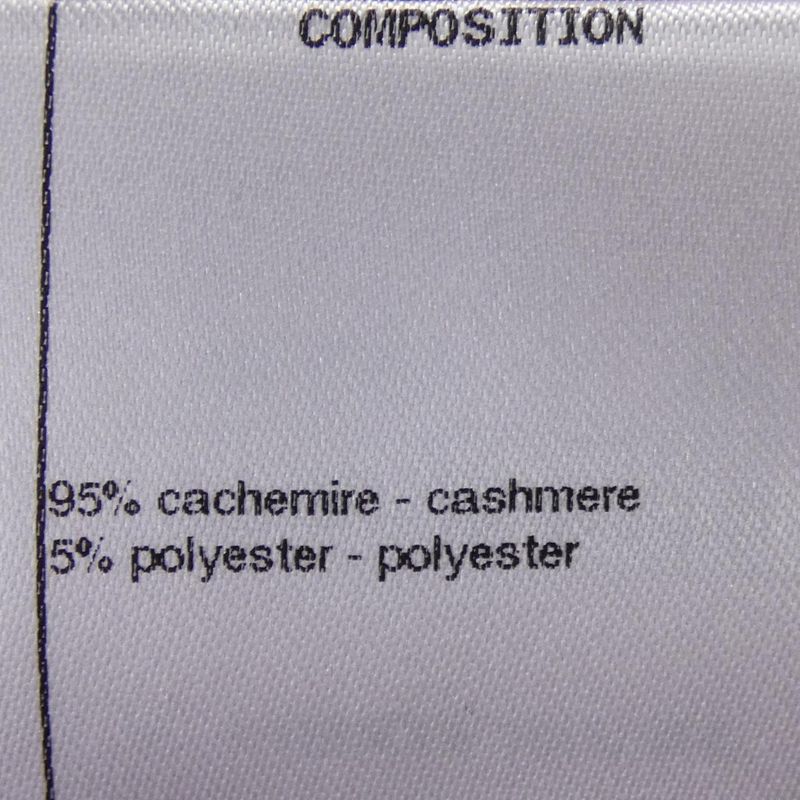 COMPOSITION
95% cachemire - cashmere
5% polyester - polyester